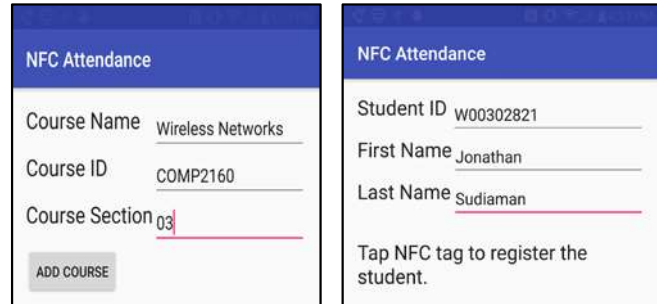 NFC Attendance
Course Name Wireless Networks
Course ID COMP2160
Course Section 03
ADD COURSE
NFC Attendance
Student ID W00302821
First Name Jonathan
Last Name Sudiaman
Tap NFC tag to register the
student.